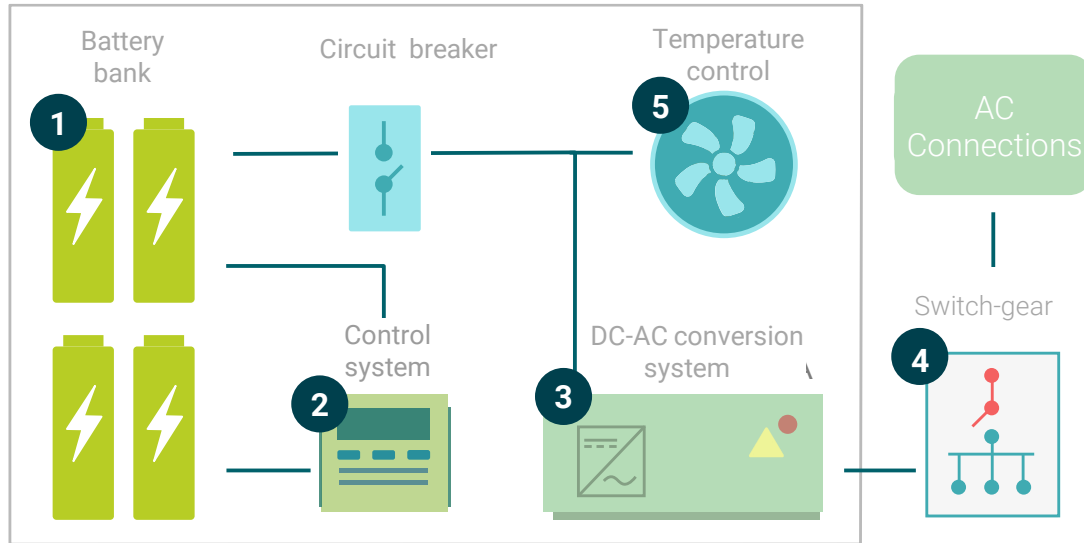 Battery
bank
Circuit breaker
Temperature
control
AC
Connections
1
5
Control
system
DC-AC conversion
system
Switch-gear
2
3
4